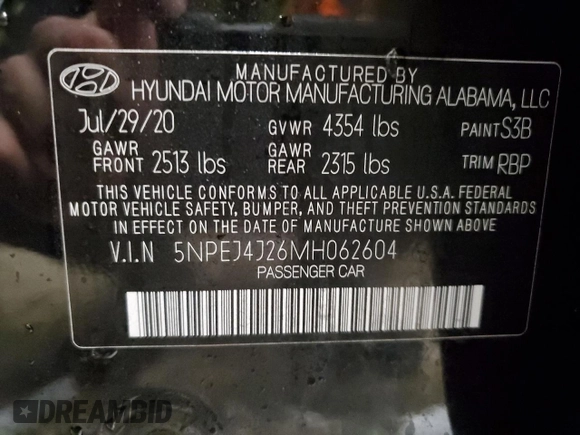 MANUFACTURED BY
HYUNDAI MOTOR MANUFACTURING ALABAMA, LLC
Jul/29/20 GVWR 4354 lbs PAINT S3B
GAWR FRONT 2513 lbs GAWR REAR 2315 lbs TRIM RBP
THIS VEHICLE CONFORMS TO ALL APPLICABLE U.S.A. FEDERAL
MOTOR VEHICLE SAFETY, BUMPER, AND THEFT PREVENTION STANDARDS
IN EFFECT ON THE DATE OF MANUFACTURE SHOWN ABOVE
V.I.N 5NPEJ4J26MH062604
PASSENGER CAR
DREAMBID